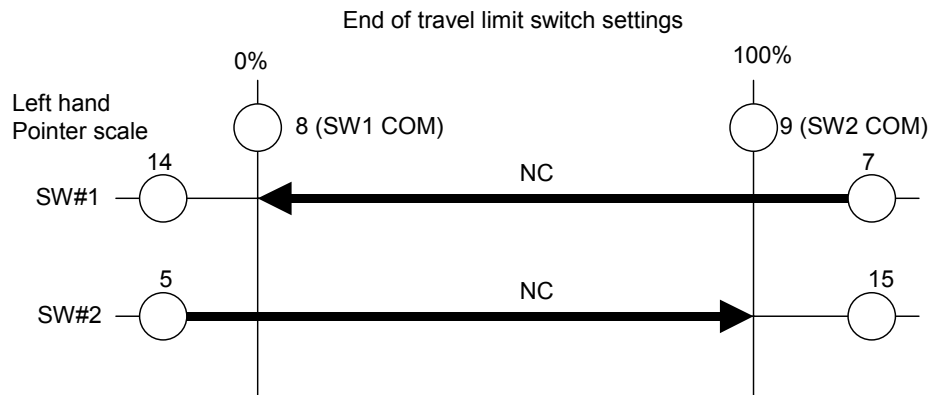 End of travel limit switch settings
0%
100%
Left hand
Pointer scale
8 (SW1 COM)
9 (SW2 COM)
14
NC
7
SW#1
5
NC
15
SW#2